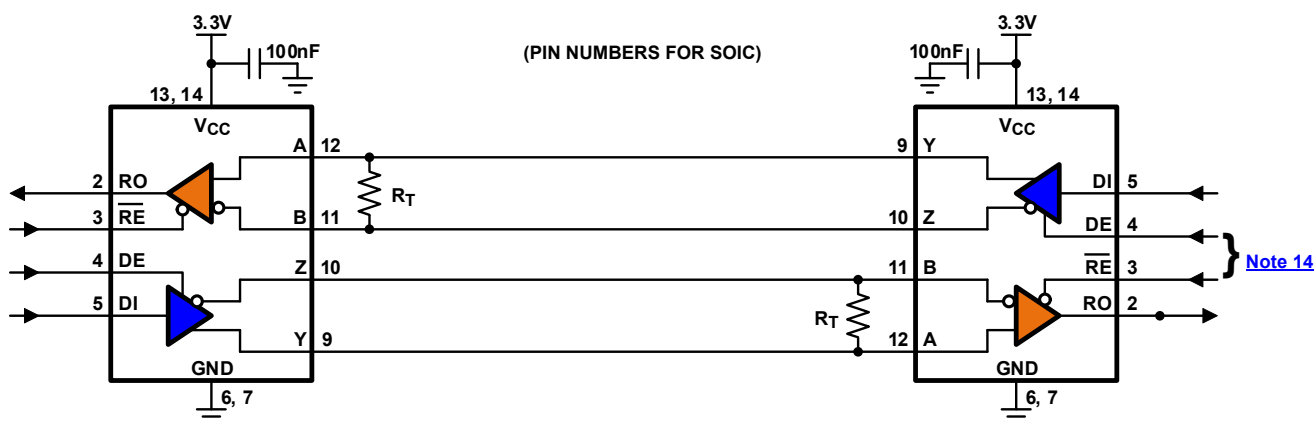 3.3V
100nF
(PIN NUMBERS FOR SOIC)
3.3V
100nF
13, 14
VCC
A 12
2 RO
RT
3 RE
B 11
4 DE
Z 10
5 DI
Y 9
GND
6, 7
13, 14
VCC
9 Y
DI 5
10 Z
DE 4
11 B
RE 3
Note 14
RT
RO 2
12 A
GND
6, 7